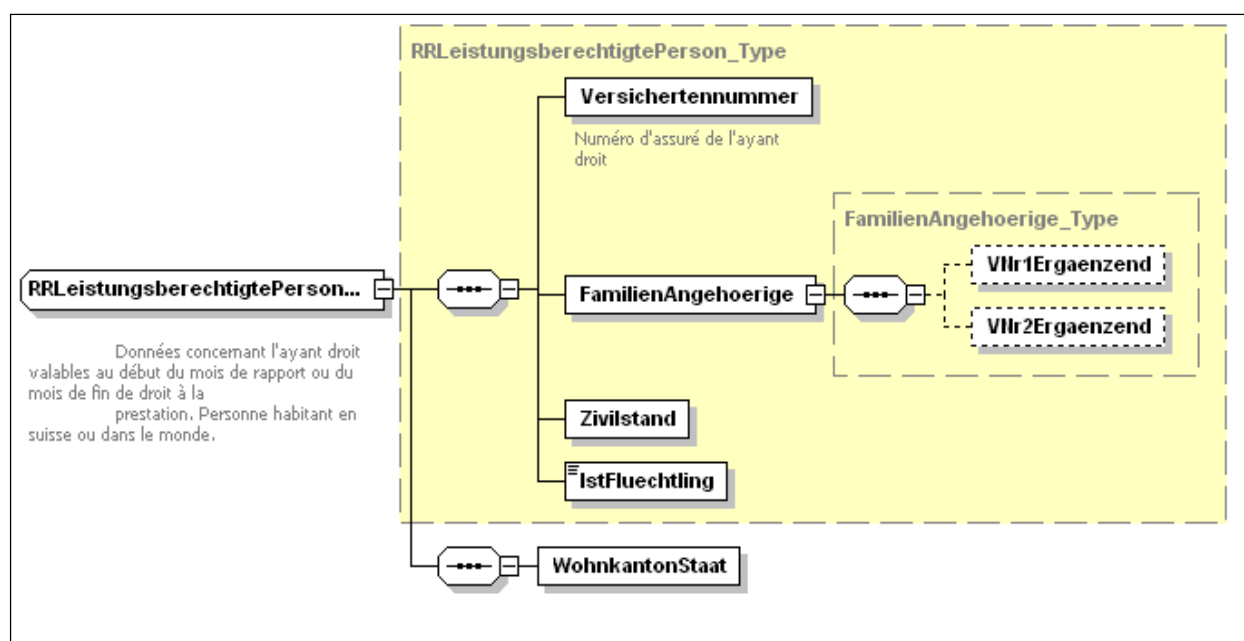 RRLeistungsberechtigtePerson_Type
Versichertennummer
Numéro d'assuré de l'ayant
droit
FamilienAngehoerige_Type
VNr1Ergaenzend
RRLeistungsberechtigtePerson...
FamilienAngehoerige
VNr2Ergaenzend
Données concernant l'ayant droit
valables au début du mois de rapport ou du
mois de fin de droit à la
prestation. Personne habitant en
suisse ou dans le monde.
Zivilstand
IstFluechtling
WohnkantonStaat